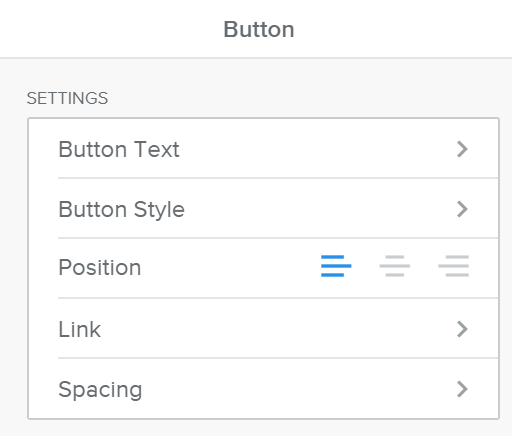 Button
SETTINGS
Button Text
Button Style
Position
Link
Spacing